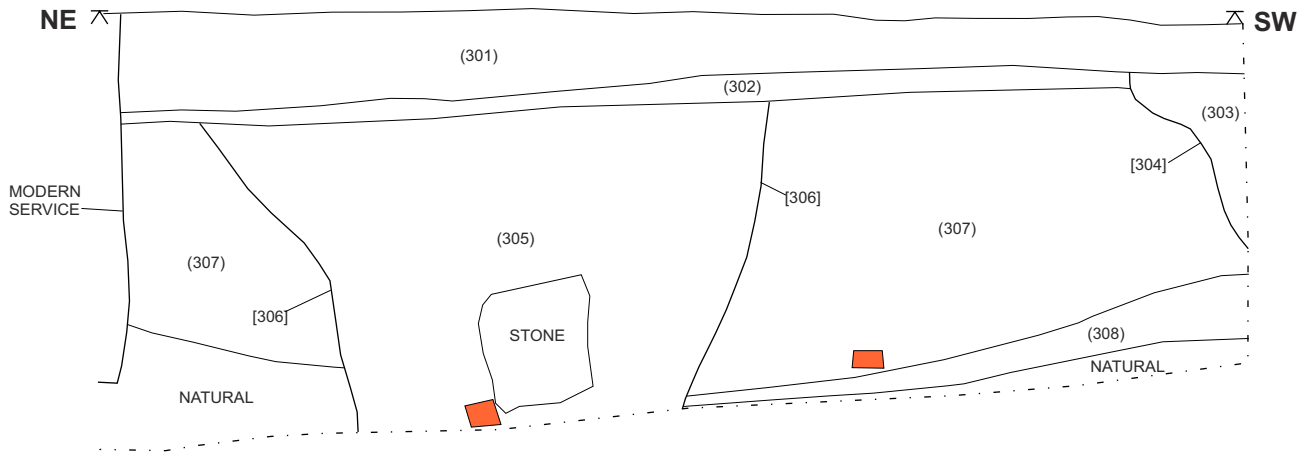 NE
SW
(301)
(302)
(303)
[304]
MODERN
SERVICE
[306]
(305)
(307)
(307)
[306]
STONE
(308)
NATURAL
NATURAL